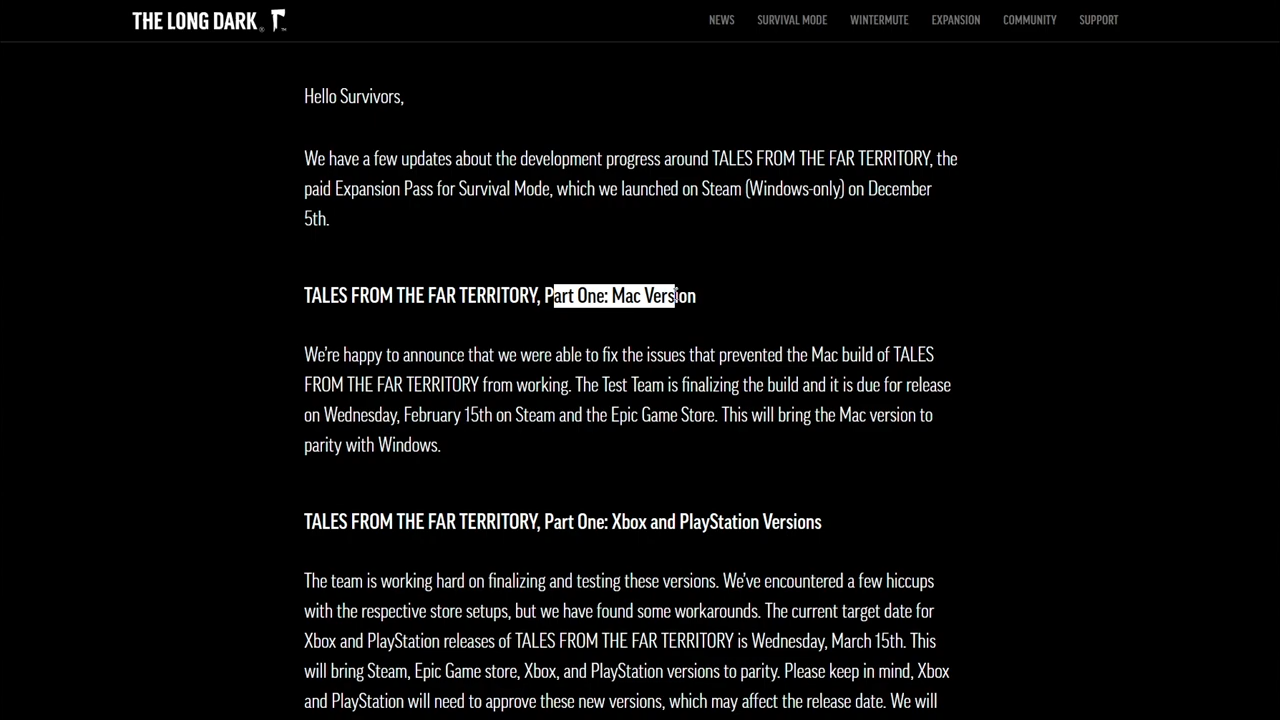 THE LONG DARK
NEWS SURVIVAL MODE WINTERMUTE EXPANSION COMMUNITY SUPPORT
Hello Survivors,
We have a few updates about the development progress around TALES FROM THE FAR TERRITORY, the
paid Expansion Pass for Survival Mode, which we launched on Steam (Windows-only) on December
5th.
TALES FROM THE FAR TERRITORY, Part One: Mac Version
We’re happy to announce that we were able to fix the issues that prevented the Mac build of TALES
FROM THE FAR TERRITORY from working. The Test Team is finalizing the build and it is due for release
on Wednesday, February 15th on Steam and the Epic Game Store. This will bring the Mac version to
parity with Windows.
TALES FROM THE FAR TERRITORY, Part One: Xbox and PlayStation Versions
The team is working hard on finalizing and testing these versions. We’ve encountered a few hiccups
with the respective store setups, but we have found some workarounds. The current target date for
Xbox and PlayStation releases of TALES FROM THE FAR TERRITORY is Wednesday, March 15th. This
will bring Steam, Epic Game store, Xbox, and PlayStation versions to parity. Please keep in mind, Xbox
and PlayStation will need to approve these new versions, which may affect the release date. We will